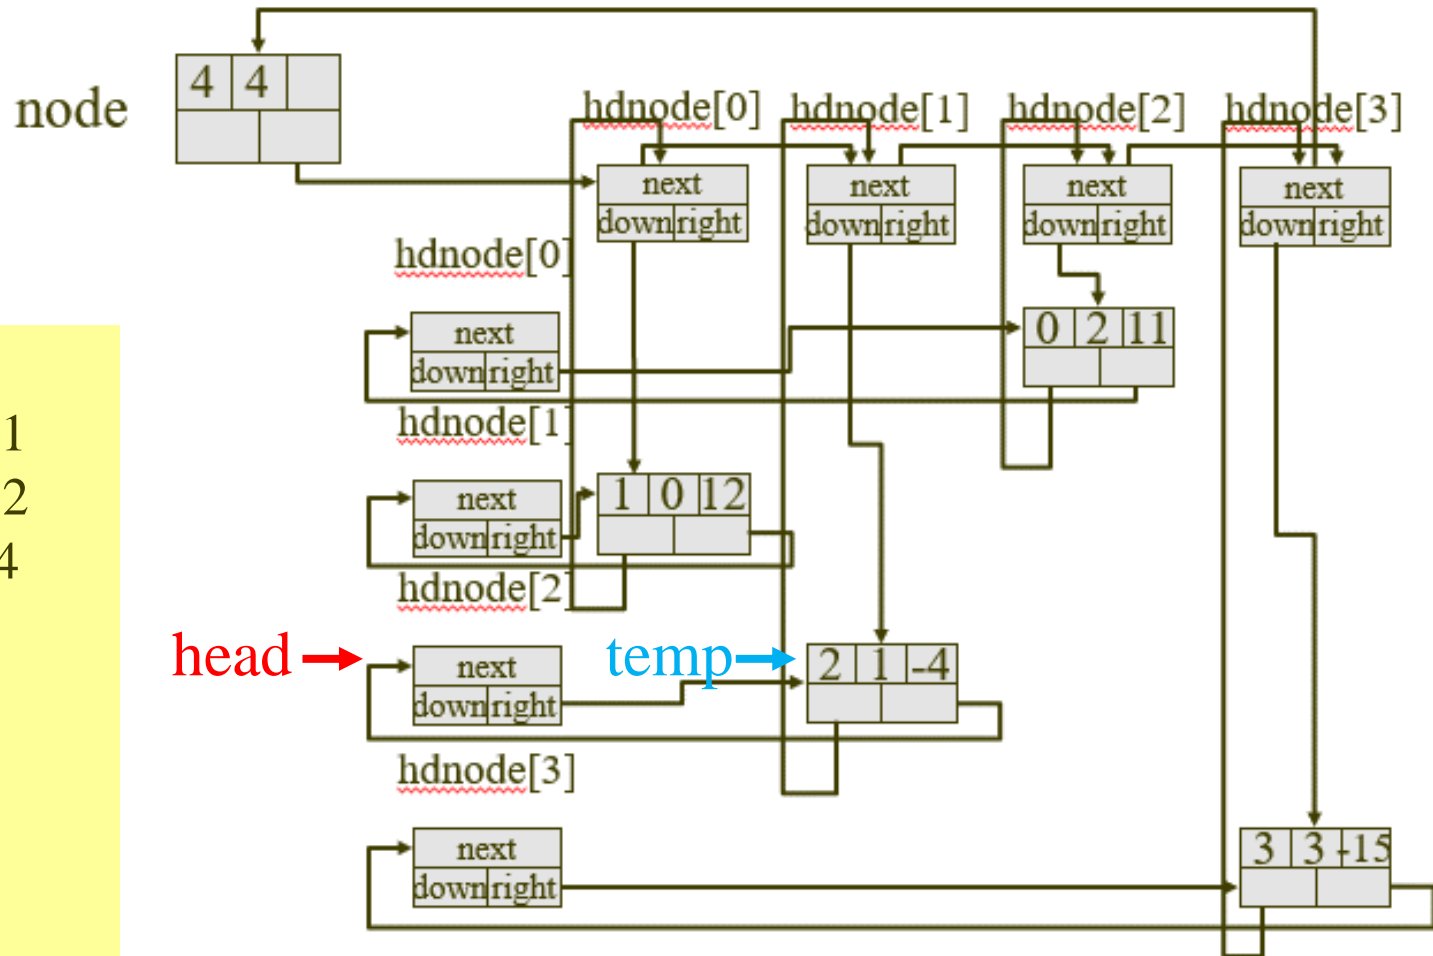 node
4 4
hdnode[0] hdnode[1] hdnode[2] hdnode[3]
next next next next
down right down right down right down right
hdnode[0]
next
down right
0 2 11
hdnode[1]
next
down right
1 0 12
hdnode[2]
head
next
down right
temp
2 1 -4
hdnode[3]
next
down right
3 3 -15
1
2
4